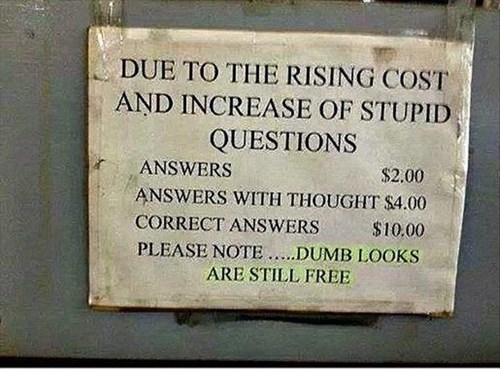 DUE TO THE RISING COST
AND INCREASE OF STUPID
QUESTIONS
ANSWERS $2.00
ANSWERS WITH THOUGHT $4.00
CORRECT ANSWERS $10.00
PLEASE NOTE .....DUMB LOOKS
ARE STILL FREE